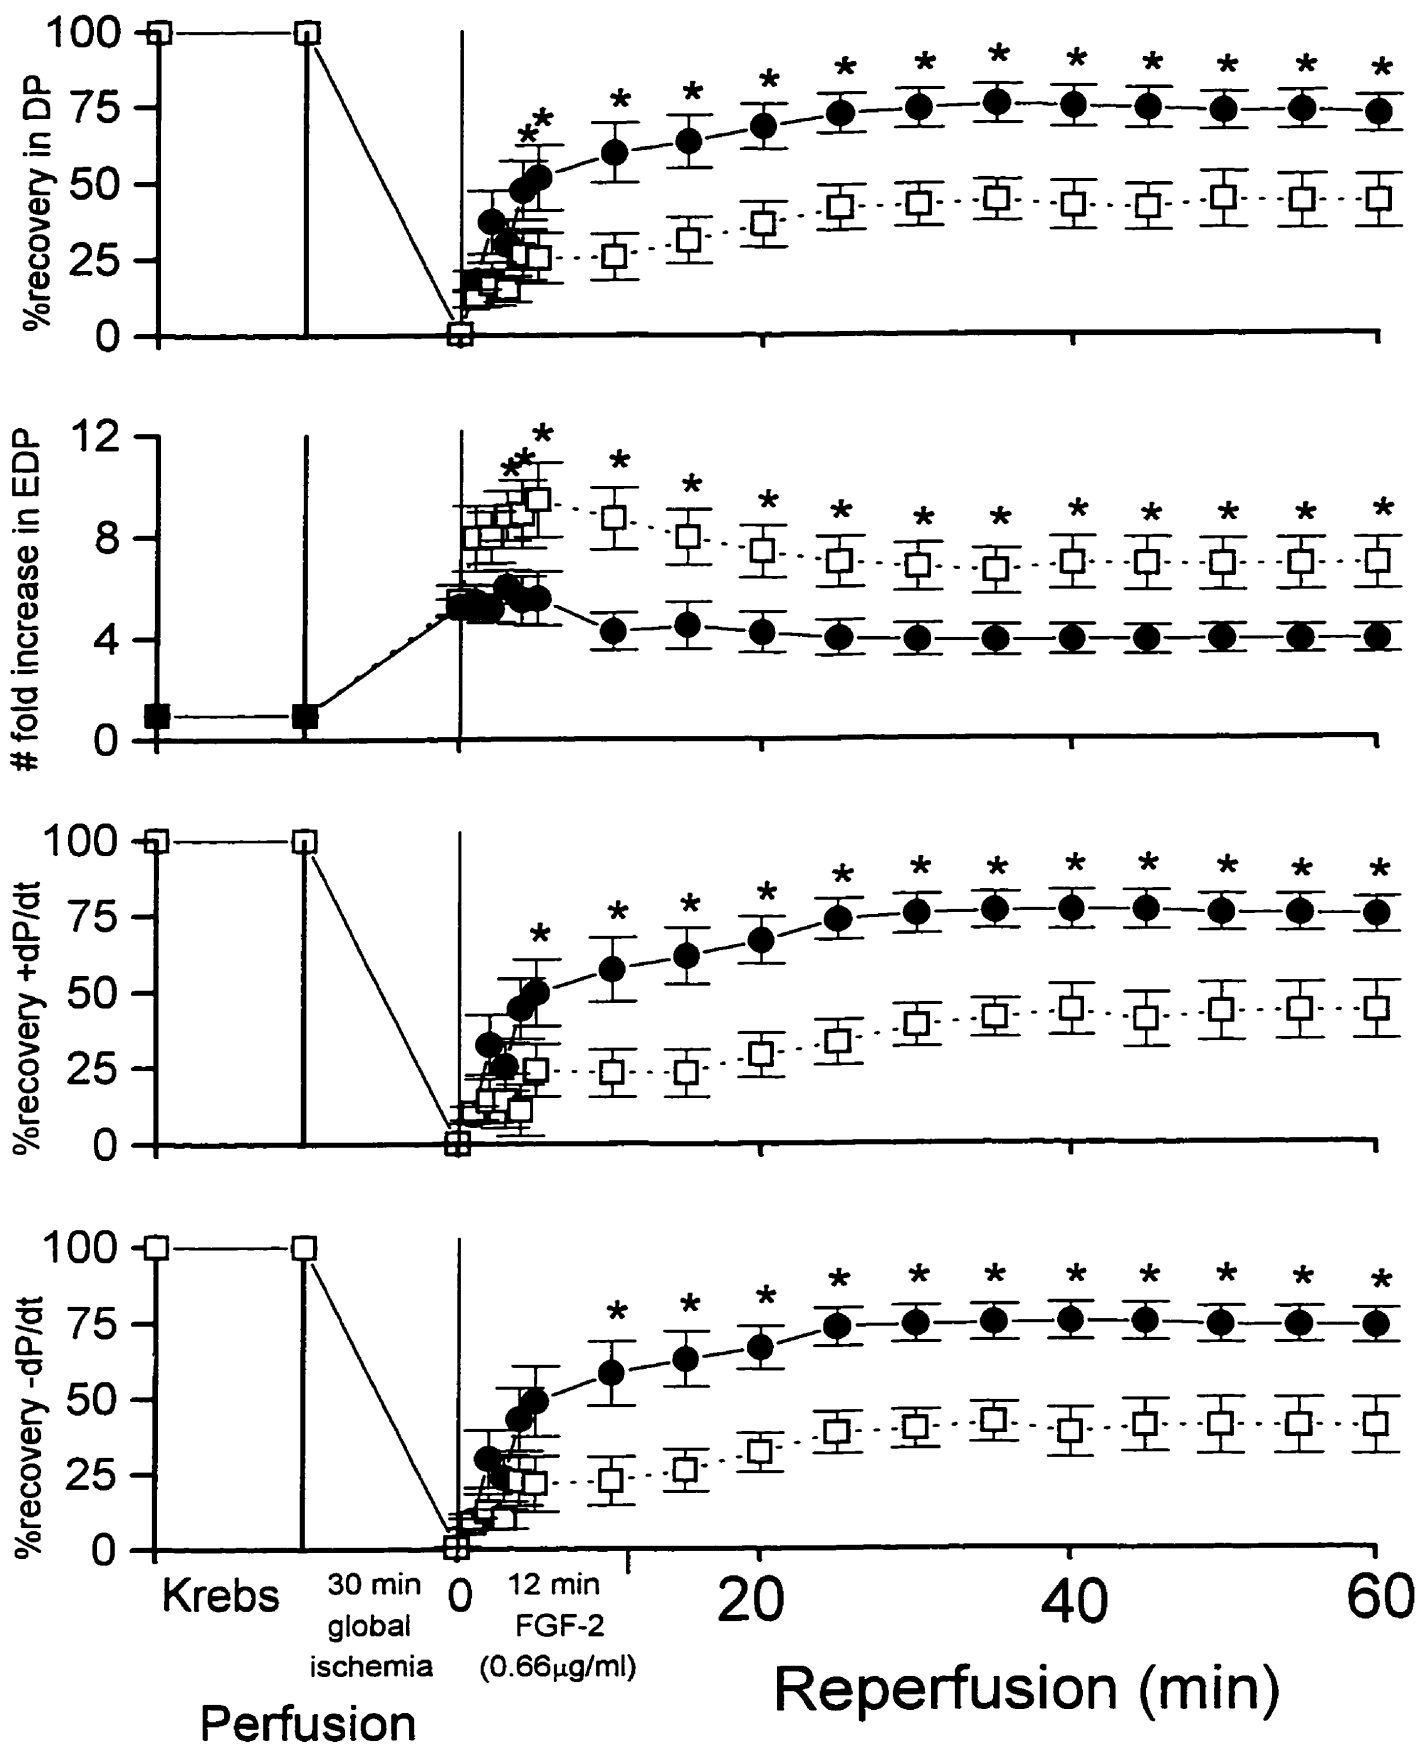 %recovery in DP
100
75
50
25
0
* * * * * * * * * * * * *
# fold increase in EDP
12
8
4
0
* * * * * * * * * * * * * *
%recovery +dP/dt
100
75
50
25
0
* * * * * * * * * * * *
%recovery -dP/dt
100
75
50
25
0
* * * * * * * * * * *
Krebs
30 min
global
ischemia
0
12 min
FGF-2
(0.66µg/ml)
20
40
60
Perfusion
Reperfusion (min)